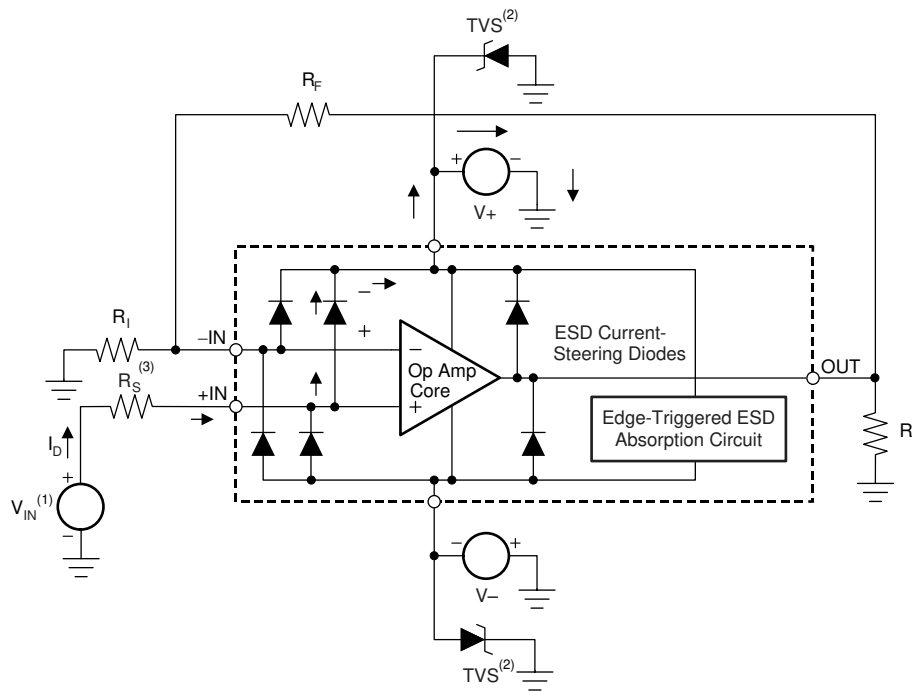 TVS(2)
RF
+ −
V+
−
+
RI
−IN
RS(3)
+IN
−
+
Op Amp
Core
ESD Current-
Steering Diodes
OUT
Edge-Triggered ESD
Absorption Circuit
R
ID
+
VIN(1)
−
− +
V−
TVS(2)